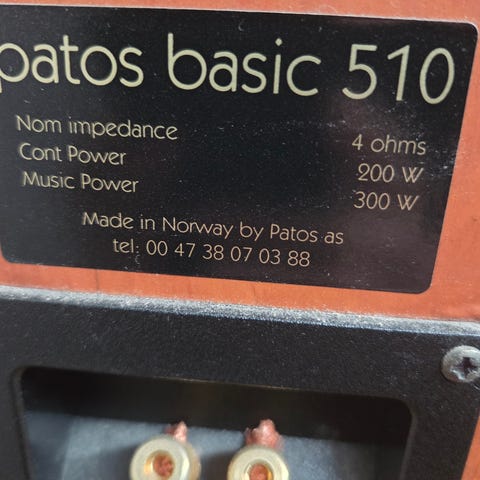 patos basic 510
Nom impedance 4 ohms
Cont Power 200 W
Music Power 300 W
Made in Norway by Patos as
tel: 00 47 38 07 03 88